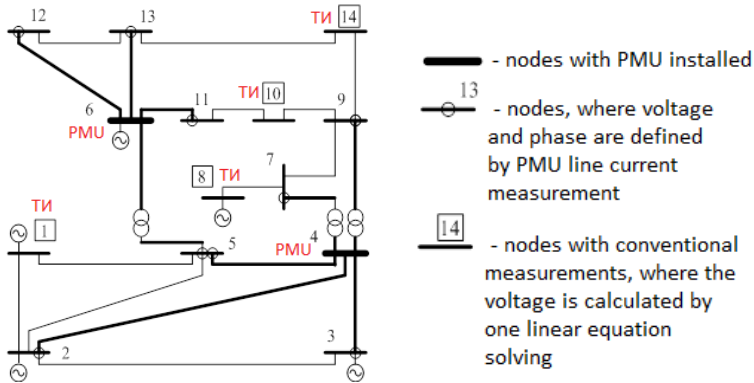 12
13
ТИ 14
6
11
ТИ 10
9
PMU
7
8 ТИ
ТИ
1
5
PMU 4
2
3
- nodes with PMU installed
13
- nodes, where voltage
and phase are defined
by PMU line current
measurement
14
- nodes with conventional
measurements, where the
voltage is calculated by
one linear equation
solving